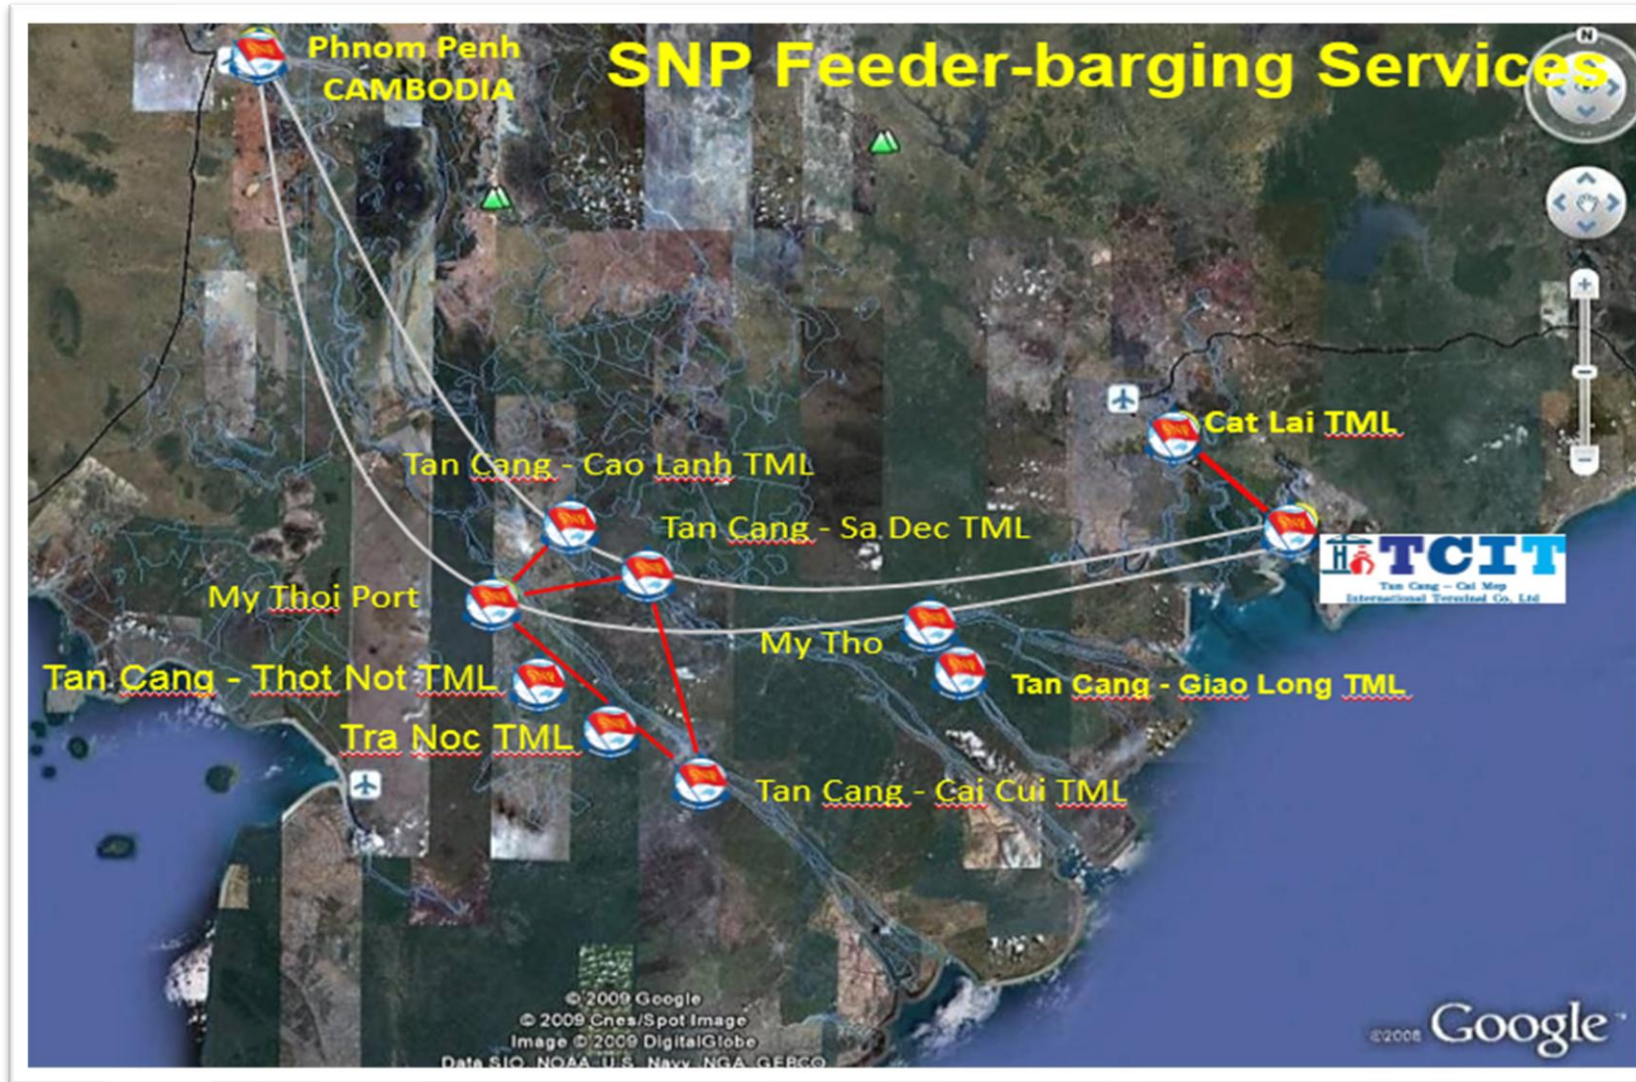 Phnom Penh
CAMBODIA
SNP Feeder-barging Services
N
Cat Lai TML
Tan Cang - Cao Lanh TML
Tan Cang - Sa Dec TML
TCIT
Tan Cang – Cai Mep
International Terminal Co., Ltd
My Thoi Port
My Tho
Tan Cang - Thot Not TML
Tan Cang - Giao Long TML
Tra Noc TML
Tan Cang - Cai Cui TML
© 2009 Google
© 2009 Cnes/Spot Image
Image © 2009 DigitalGlobe
Data SIO, NOAA, U.S. Navy, NGA, GEBCO
©2008 Google